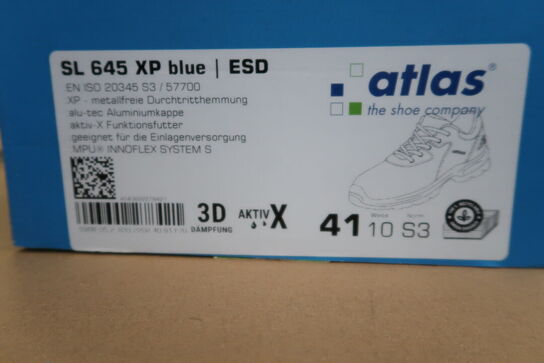 SL 645 XP blue | ESD
EN ISO 20345 S3 / 57700
XP - metallfreie Durchtritthemmung
alu-tec Aluminiumkappe
aktiv-X Funktionsfutter
geeignet für die Einlagenversorgung
MPU® INNOFLEX SYSTEM S
atlas®
the shoe company
3D
DÄMPFUNG
AKTIV X
41 10 S3